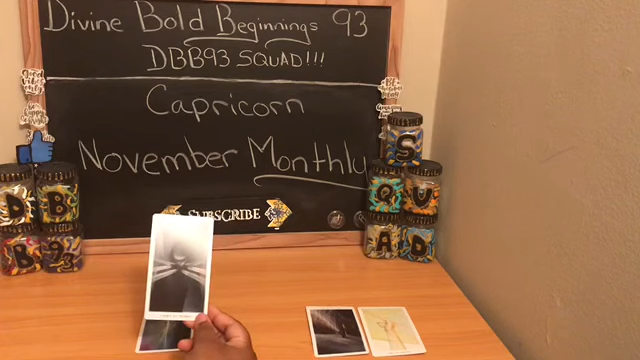 Divine Bold Beginnings 93
DBB93 SQUAD!!!
Capricorn
November Monthly
SUBSCRIBE
S
D B Q U
B 93 A D